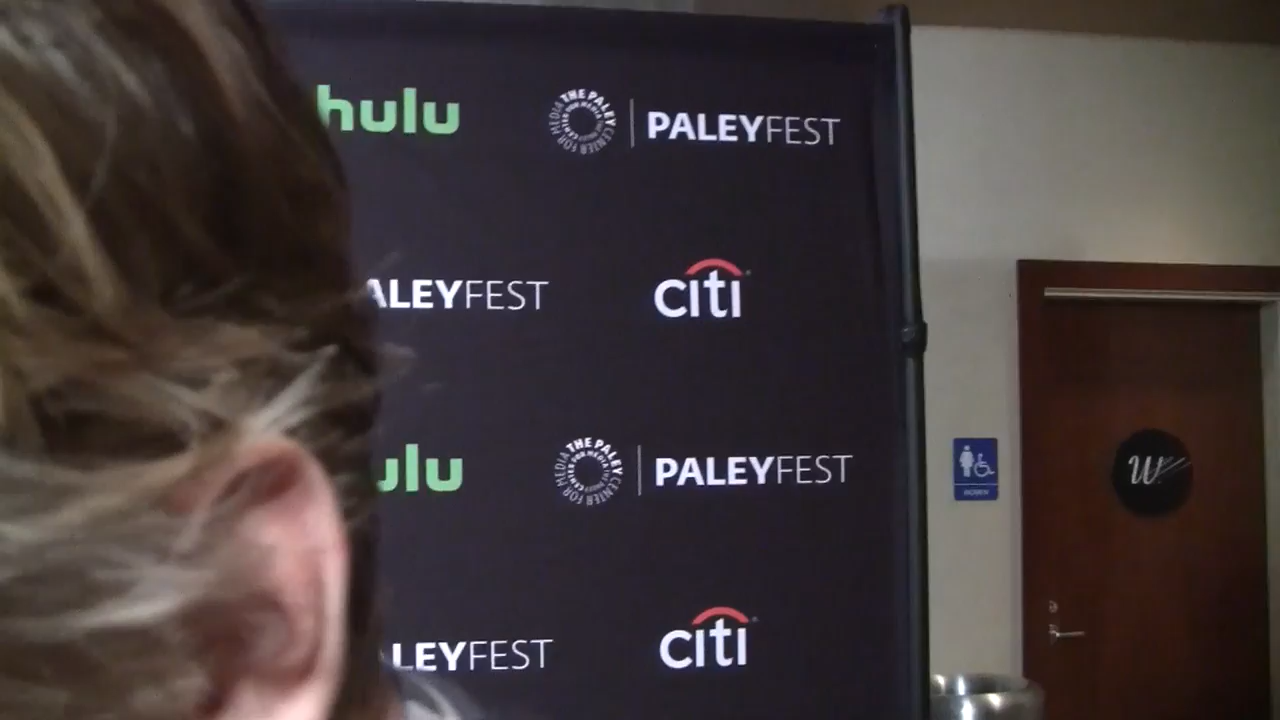 hulu
THE PALEY CENTER FOR MEDIA
PALEYFEST
ALEYFEST
citi
ulu
THE PALEY CENTER FOR MEDIA
PALEYFEST
WOMEN
W
LEYFEST
citi